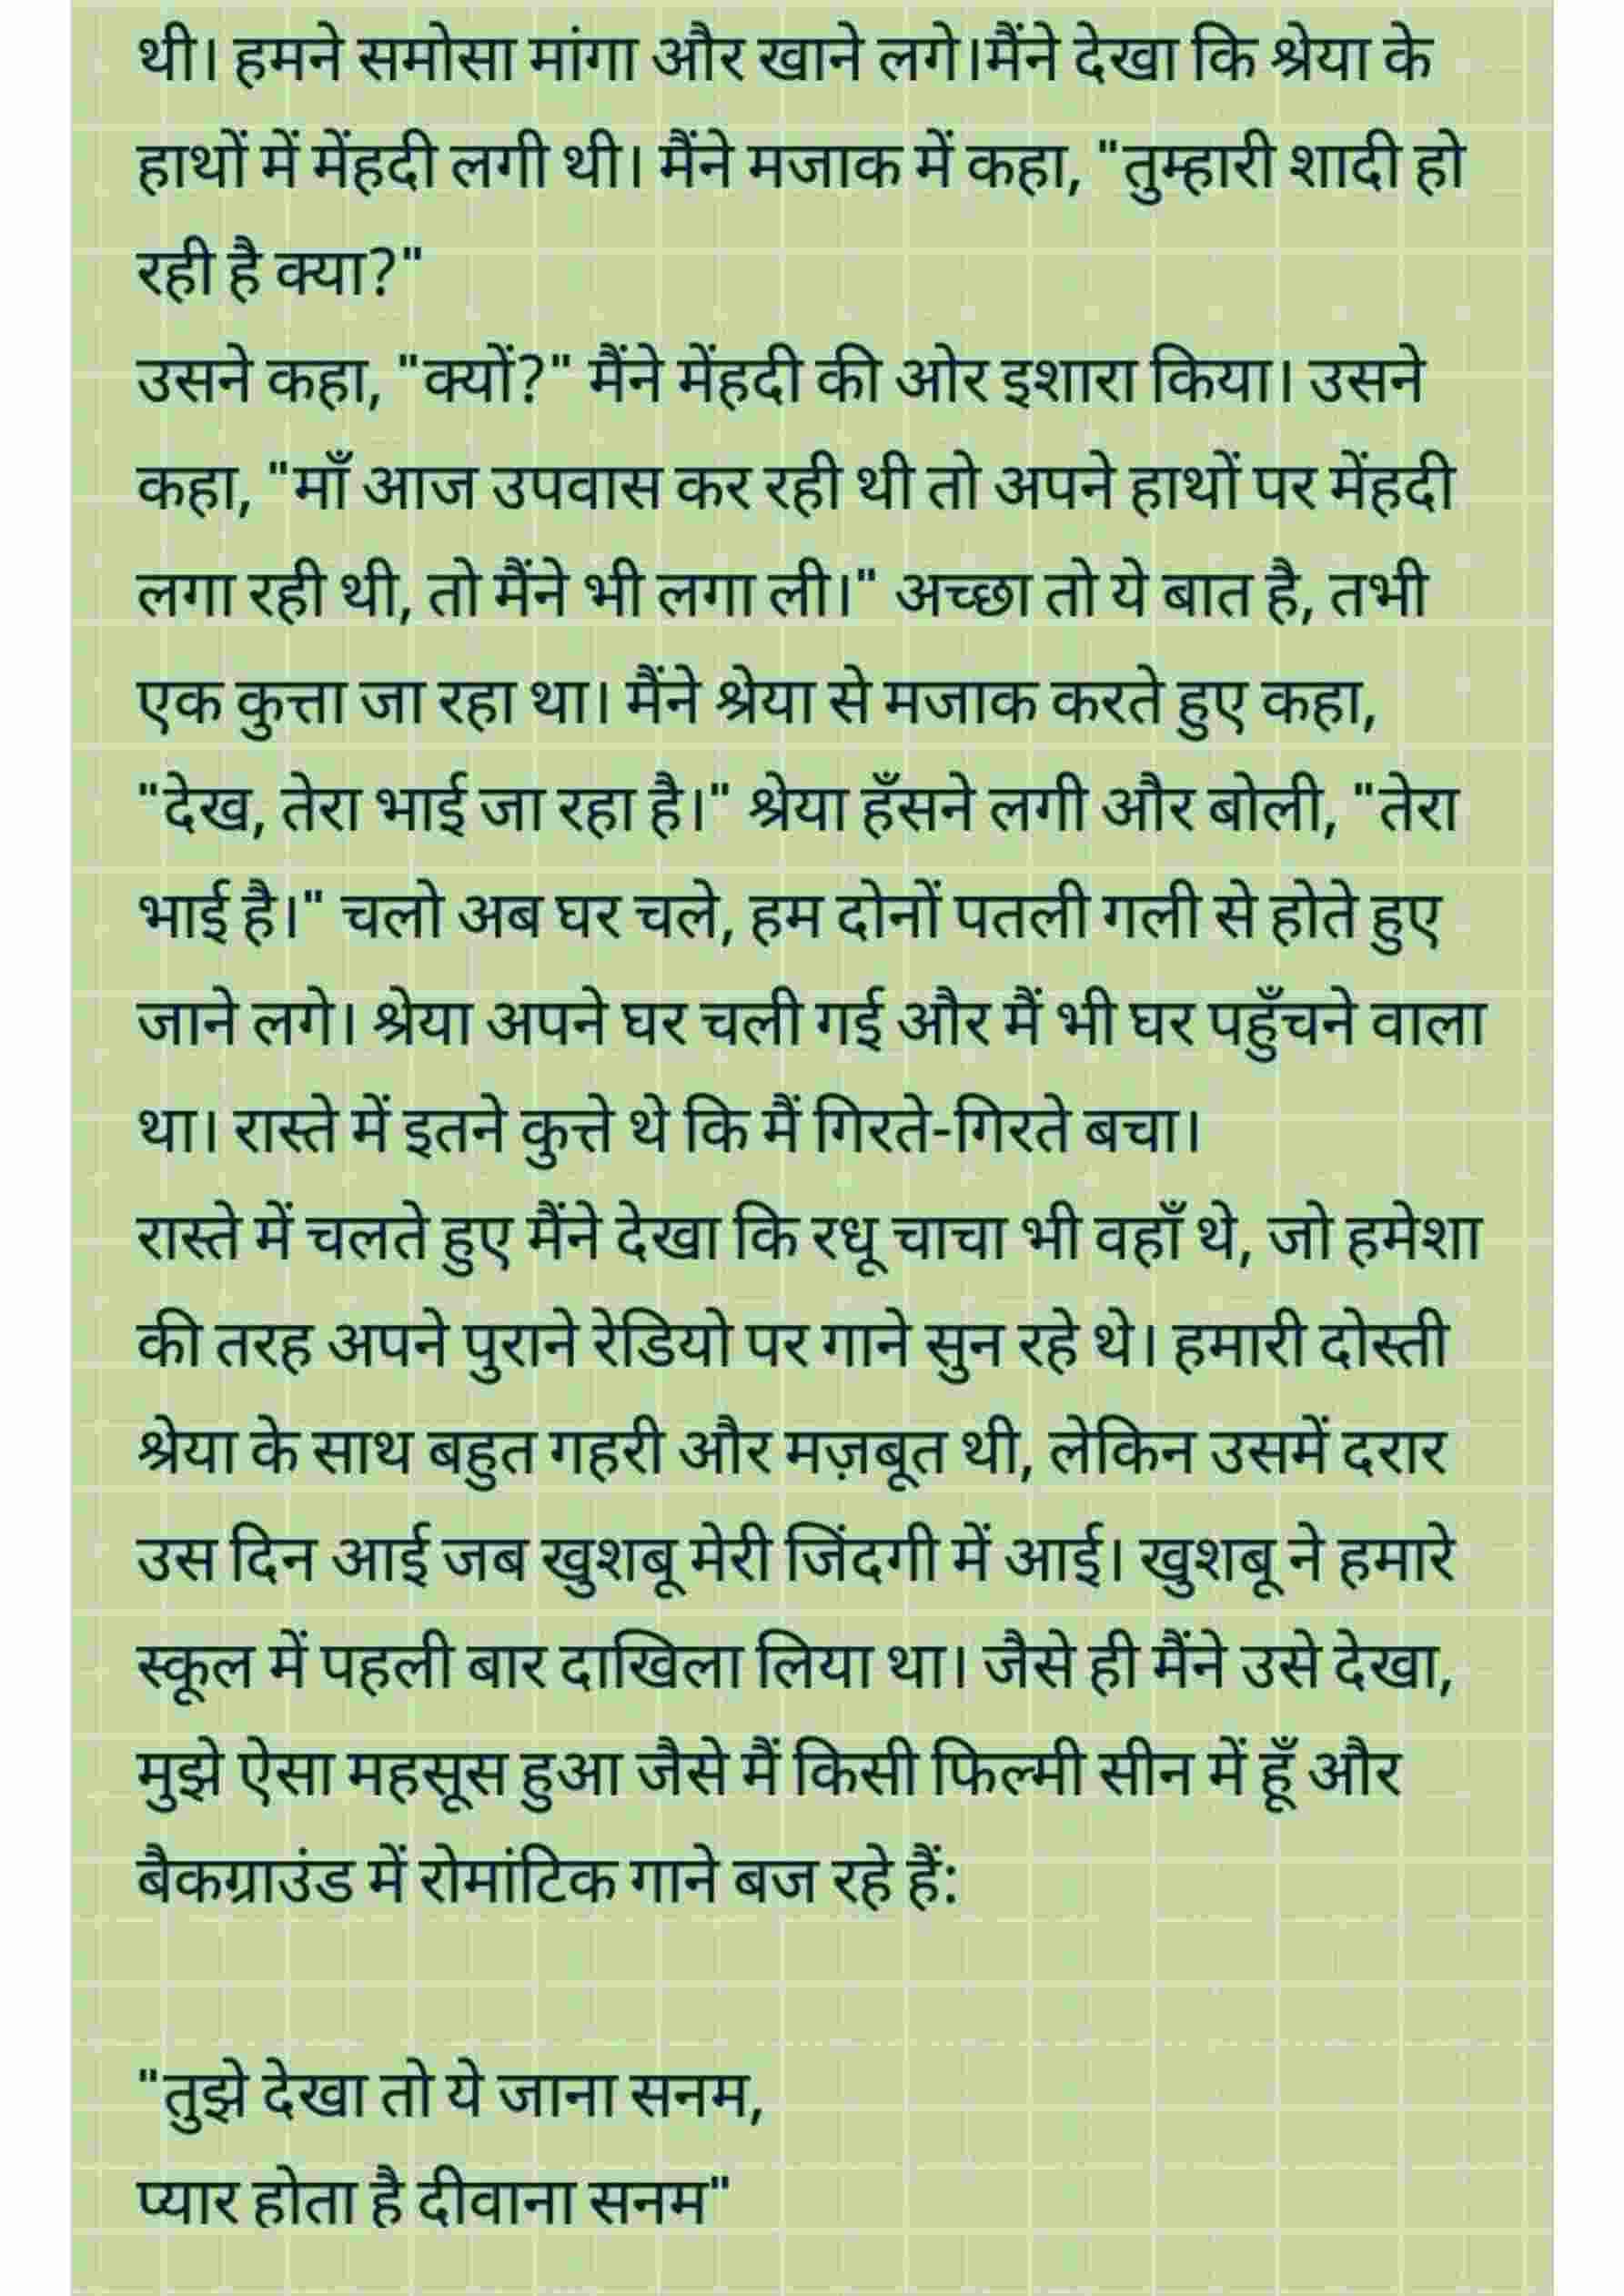 थी। हमने समोसा मांगा और खाने लगे।मैंने देखा कि श्रेया के
हाथों में मेंहदी लगी थी। मैंने मजाक में कहा, "तुम्हारी शादी हो
रही है क्या?"
उसने कहा, "क्यों?" मैंने मेंहदी की ओर इशारा किया। उसने
कहा, "माँ आज उपवास कर रही थी तो अपने हाथों पर मेंहदी
लगा रही थी, तो मैंने भी लगा ली।" अच्छा तो ये बात है, तभी
एक कुत्ता जा रहा था। मैंने श्रेया से मजाक करते हुए कहा,
"देख, तेरा भाई जा रहा है।" श्रेया हँसने लगी और बोली, "तेरा
भाई है।" चलो अब घर चले, हम दोनों पतली गली से होते हुए
जाने लगे। श्रेया अपने घर चली गई और मैं भी घर पहुँचने वाला
था। रास्ते में इतने कुत्ते थे कि मैं गिरते-गिरते बचा।
रास्ते में चलते हुए मैंने देखा कि रधू चाचा भी वहाँ थे, जो हमेशा
की तरह अपने पुराने रेडियो पर गाने सुन रहे थे। हमारी दोस्ती
श्रेया के साथ बहुत गहरी और मज़बूत थी, लेकिन उसमें दरार
उस दिन आई जब खुशबू मेरी जिंदगी में आई। खुशबू ने हमारे
स्कूल में पहली बार दाखिला लिया था। जैसे ही मैंने उसे देखा,
मुझे ऐसा महसूस हुआ जैसे मैं किसी फिल्मी सीन में हूँ और
बैकग्राउंड में रोमांटिक गाने बज रहे हैं:
"तुझे देखा तो ये जाना सनम,
प्यार होता है दीवाना सनम"